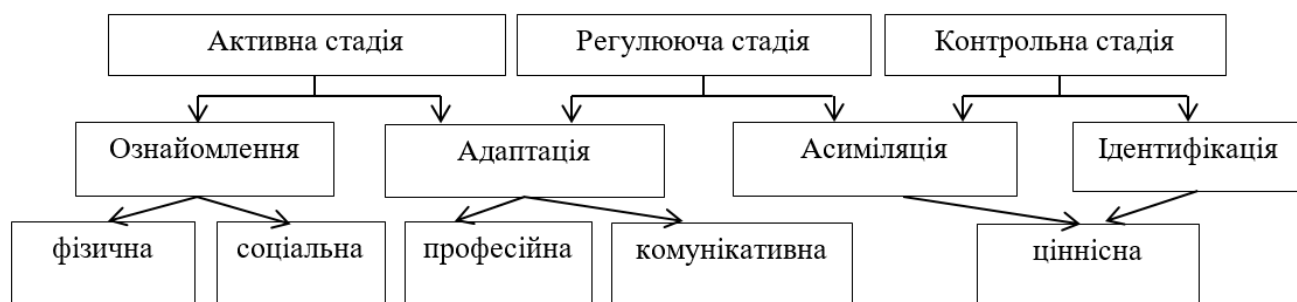 Активна стадія
Регулююча стадія
Контрольна стадія
Ознайомлення
Адаптація
Асиміляція
Ідентифікація
фізична
соціальна
професійна
комунікативна
ціннісна